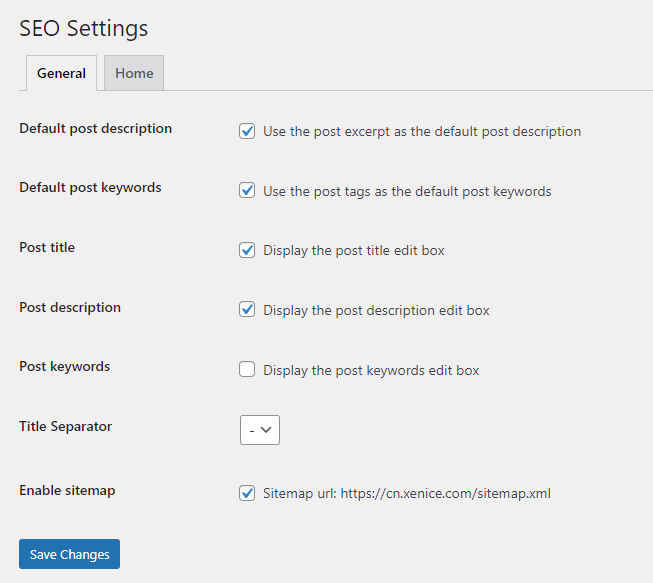 SEO Settings
General Home
Default post description Use the post excerpt as the default post description
Default post keywords Use the post tags as the default post keywords
Post title Display the post title edit box
Post description Display the post description edit box
Post keywords Display the post keywords edit box
Title Separator -
Enable sitemap Sitemap url: https://cn.xenice.com/sitemap.xml
Save Changes